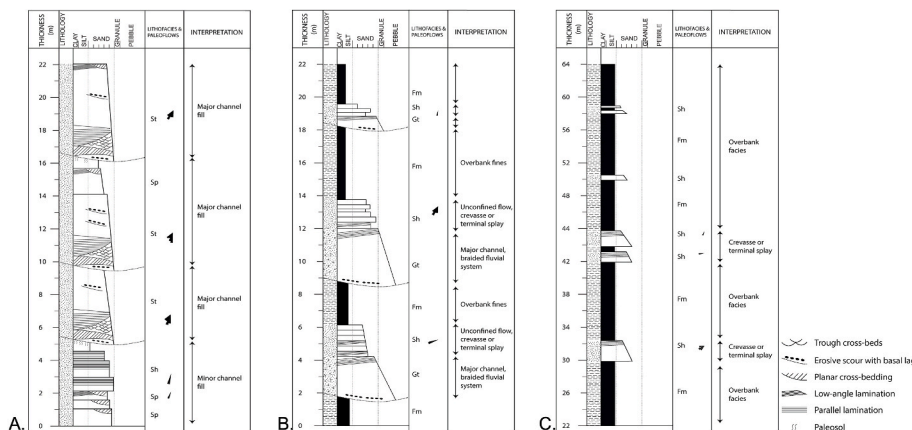 THICKNESS (m)
LITHOLOGY
CLAY
SILT
SAND
GRANULE
PEBBLE
LITHOFACIES & PALEOFLOWS
INTERPRETATION
22
20
18
16
14
12
10
8
6
4
2
0
St
Sp
St
St
Sh
Sp
Sp
Major channel fill
Major channel fill
Major channel fill
Minor channel fill
A.
THICKNESS (m)
LITHOLOGY
CLAY
SILT
SAND
GRANULE
PEBBLE
LITHOFACIES & PALEOFLOWS
INTERPRETATION
22
20
18
16
14
12
10
8
6
4
2
0
Fm
Sh
Gt
Fm
Sh
Gt
Fm
Sh
Gt
Fm
Overbank fines
Unconfined flow, crevasse or terminal splay
Major channel, braided fluvial system
Overbank fines
Unconfined flow, crevasse or terminal splay
Major channel, braided fluvial system
B.
THICKNESS (m)
LITHOLOGY
CLAY
SILT
SAND
GRANULE
PEBBLE
LITHOFACIES & PALEOFLOWS
INTERPRETATION
64
60
56
52
48
44
42
38
34
30
26
22
Sh
Fm
Sh
Fm
Sh
Sh
Fm
Sh
Fm
Overbank facies
Crevasse or terminal splay
Overbank facies
Crevasse or terminal splay
Overbank facies
C.
Trough cross-beds
Erosive scour with basal lag
Planar cross-bedding
Low-angle lamination
Parallel lamination
Paleosol